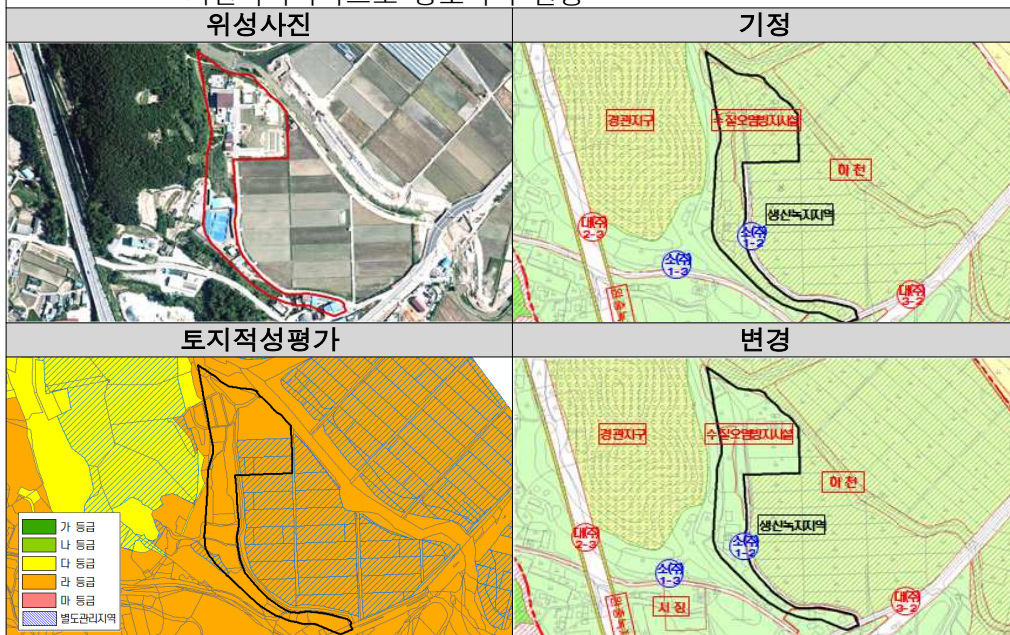 위성사진
기정
경관지구
수질오염방지시설
하천
생산녹지지역
대(주)
2-3
소(주)
1-2
소(주)
1-3
대(주)
3-2
토지적성평가
변경
가 등급
나 등급
다 등급
라 등급
마 등급
별도관리지역
경관지구
수질오염방지시설
하천
생산녹지지역
대(주)
2-3
소(주)
1-2
소(주)
1-3
시장
대(주)
3-2